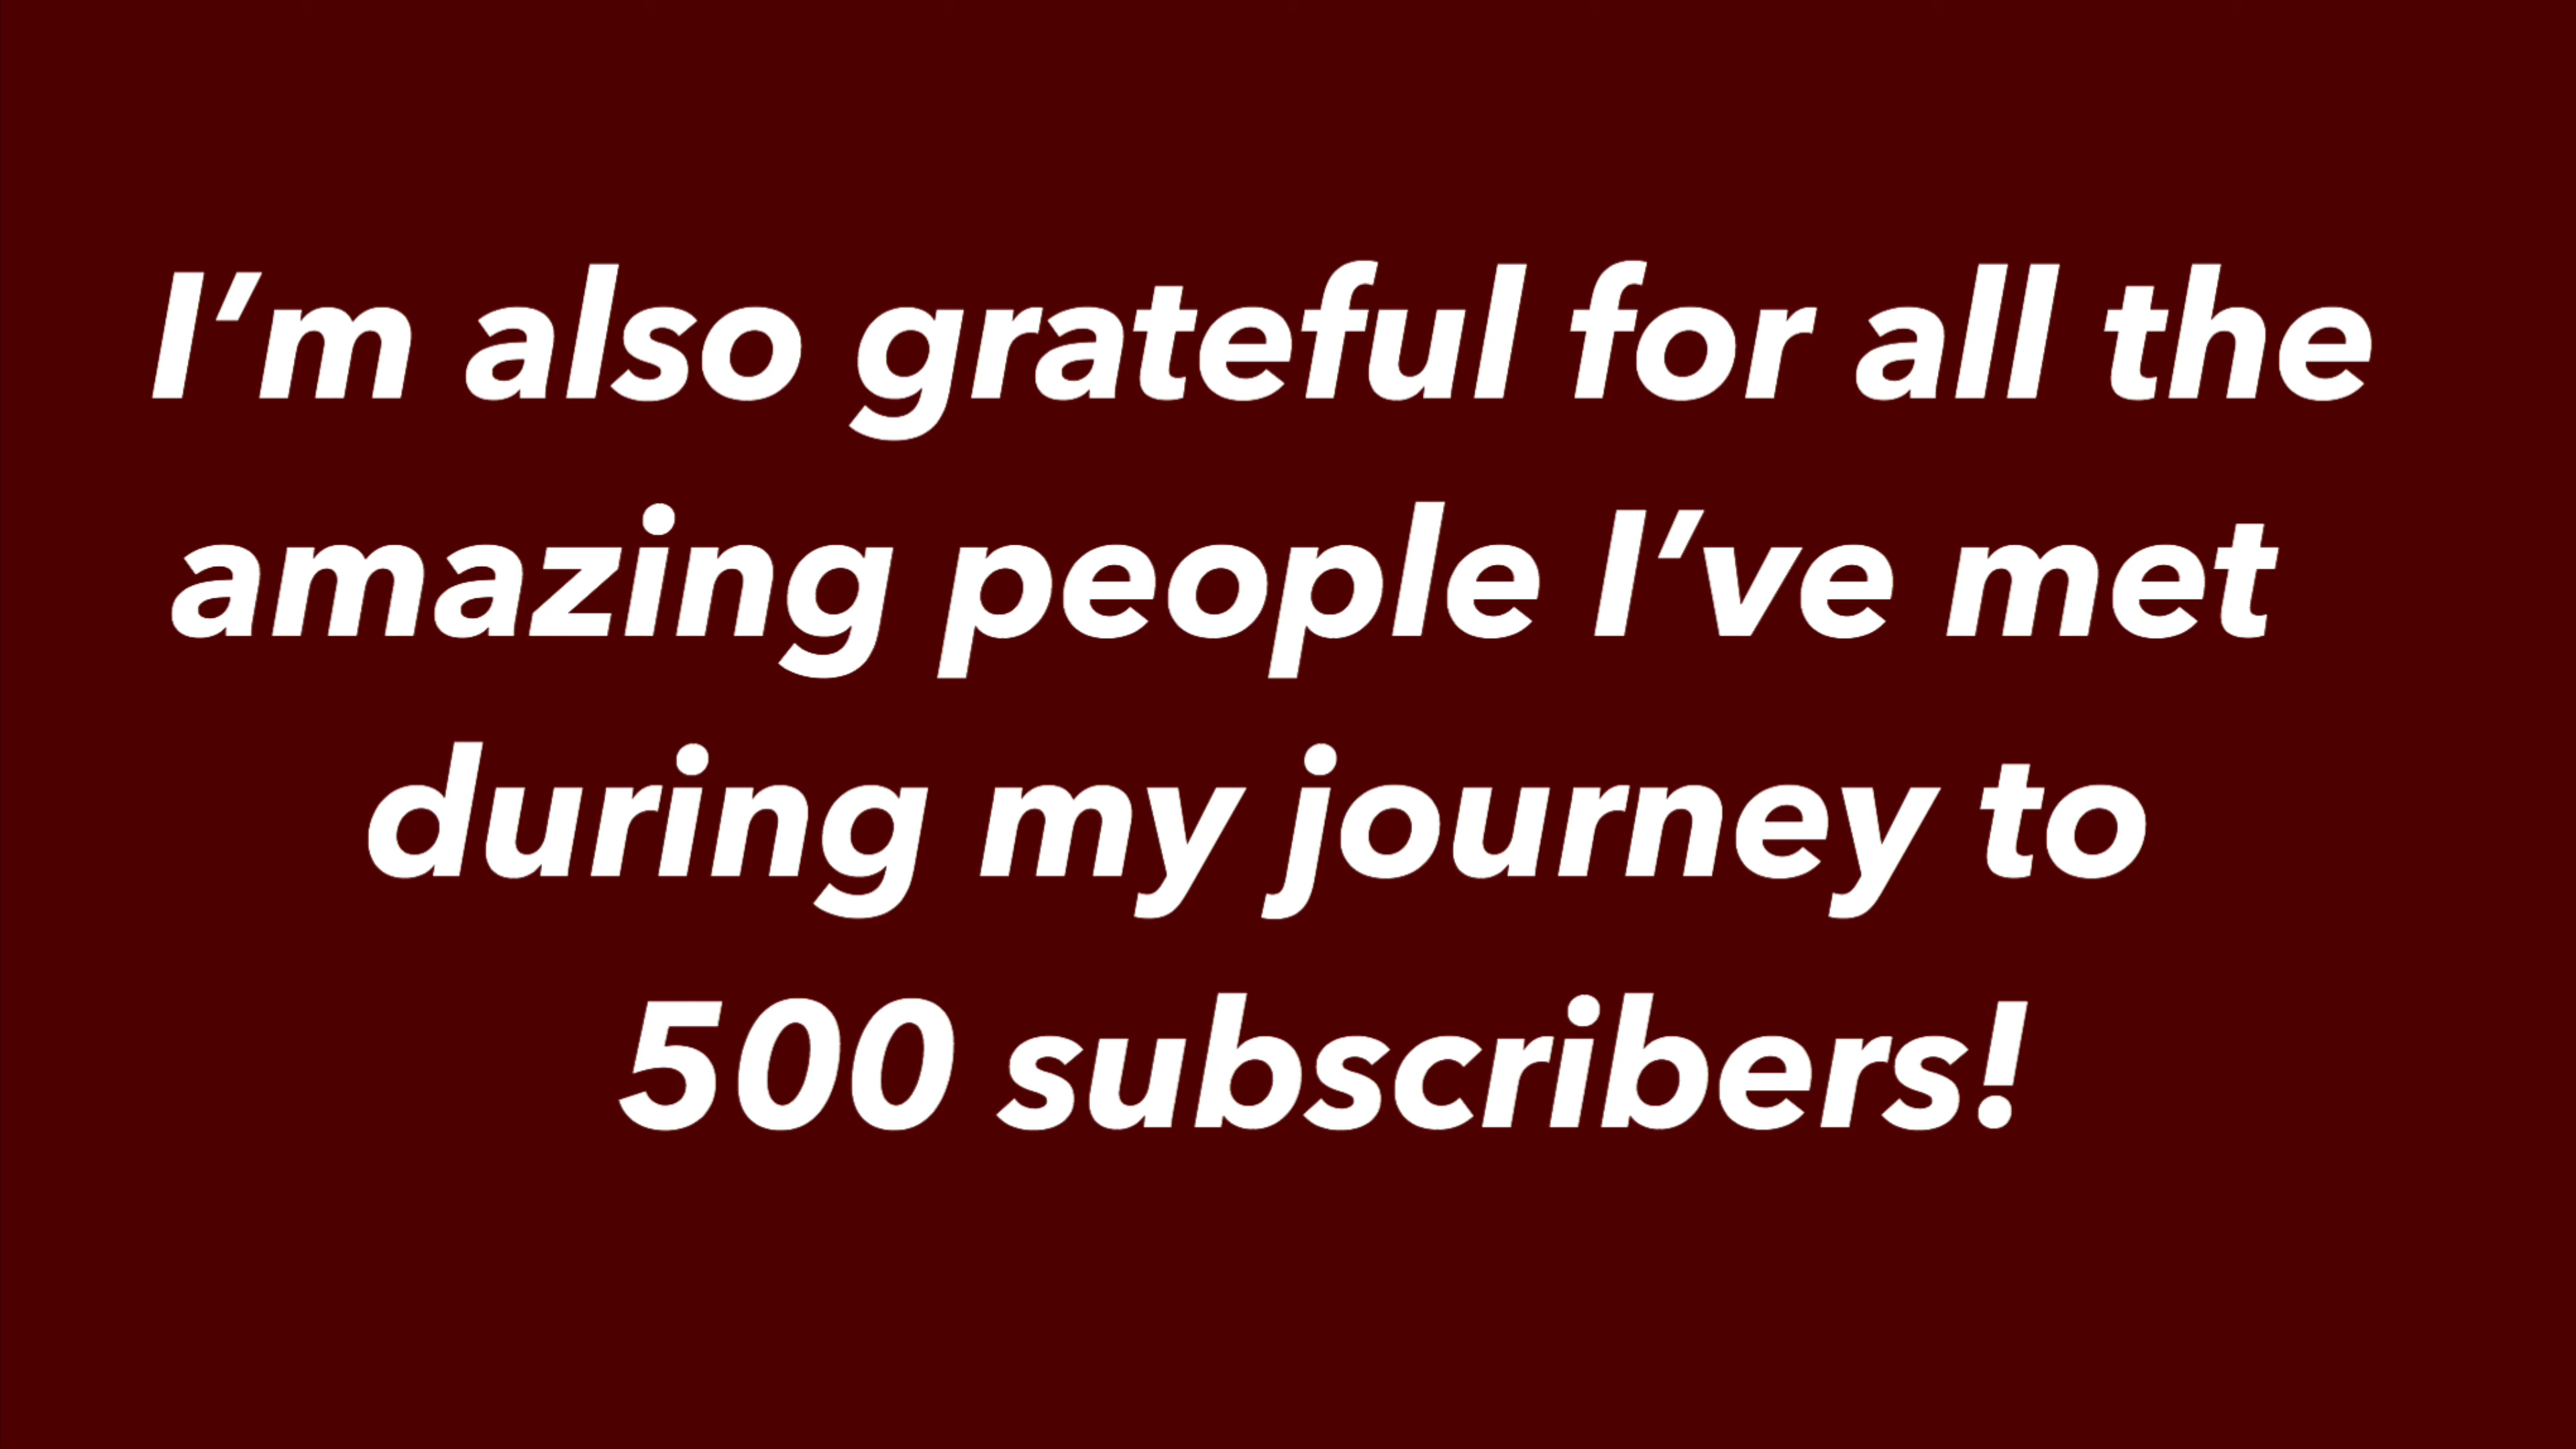 I’m also grateful for all the
amazing people I’ve met
during my journey to
500 subscribers!